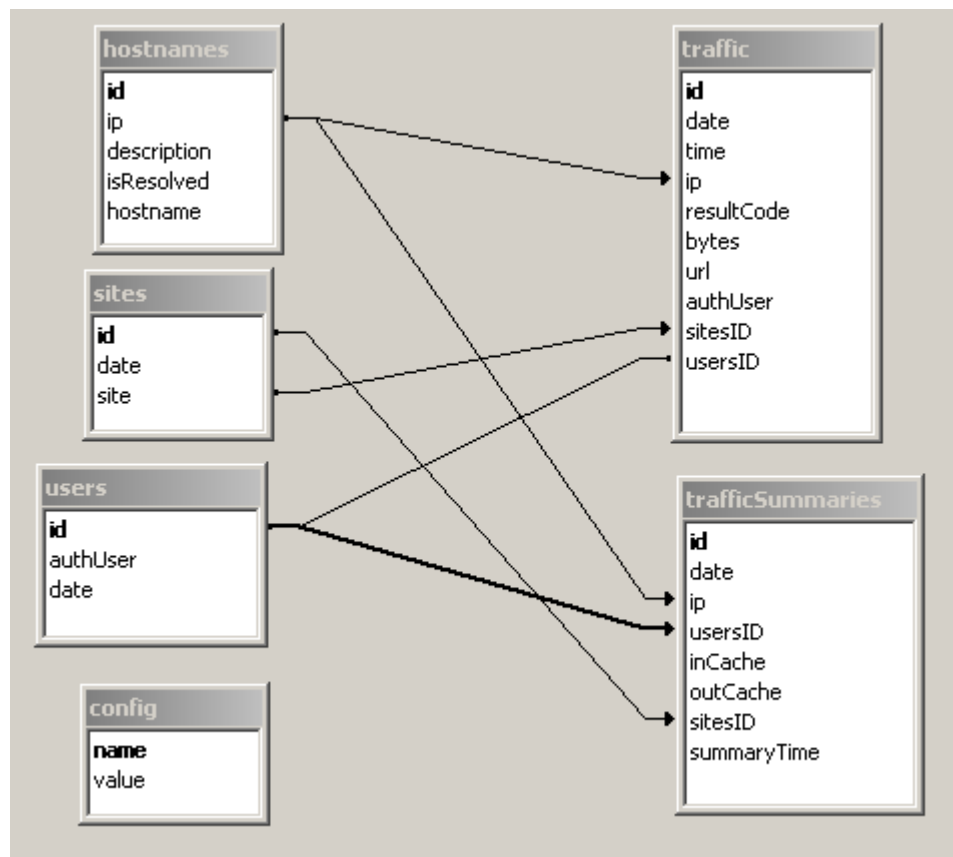 hostnames
id
ip
description
isResolved
hostname
sites
id
date
site
users
id
authUser
date
config
name
value
traffic
id
date
time
ip
resultCode
bytes
url
authUser
sitesID
usersID
trafficSummaries
id
date
ip
usersID
inCache
outCache
sitesID
summaryTime